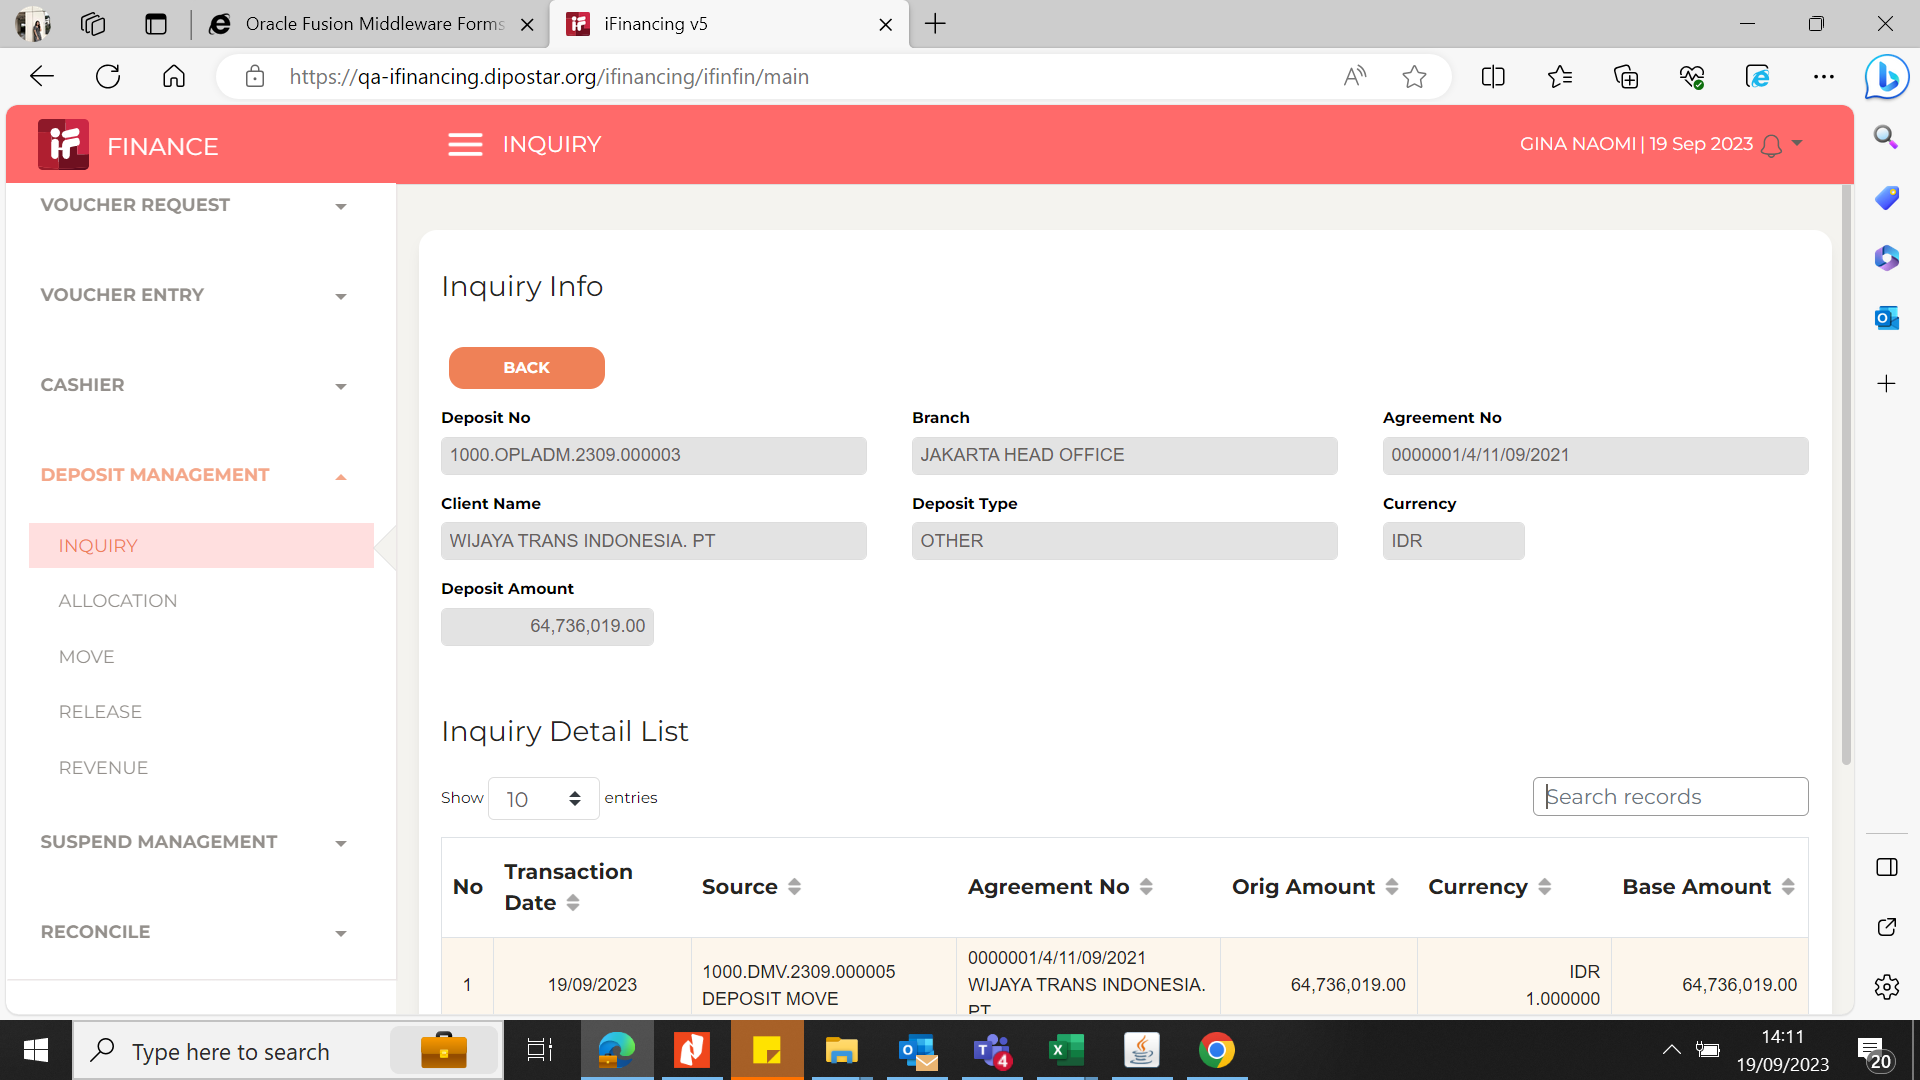 Oracle Fusion Middleware Forms
iFinancing v5
https://qa-ifinancing.dipostar.org/ifinancing/ifinfin/main
iF FINANCE
INQUIRY
GINA NAOMI | 19 Sep 2023
VOUCHER REQUEST
VOUCHER ENTRY
CASHIER
DEPOSIT MANAGEMENT
INQUIRY
ALLOCATION
MOVE
RELEASE
REVENUE
SUSPEND MANAGEMENT
RECONCILE
Inquiry Info
BACK
Deposit No Branch Agreement No
1000.OPLADM.2309.000003 JAKARTA HEAD OFFICE 0000001/4/11/09/2021
Client Name Deposit Type Currency
WIJAYA TRANS INDONESIA. PT OTHER IDR
Deposit Amount
64,736,019.00
Inquiry Detail List
Show 10 entries Search records
No Transaction Date Source Agreement No Orig Amount Currency Base Amount
1 19/09/2023 1000.DMV.2309.000005 DEPOSIT MOVE 0000001/4/11/09/2021 WIJAYA TRANS INDONESIA. PT 64,736,019.00 IDR 1.000000 64,736,019.00
Type here to search
4
14:11
19/09/2023
20